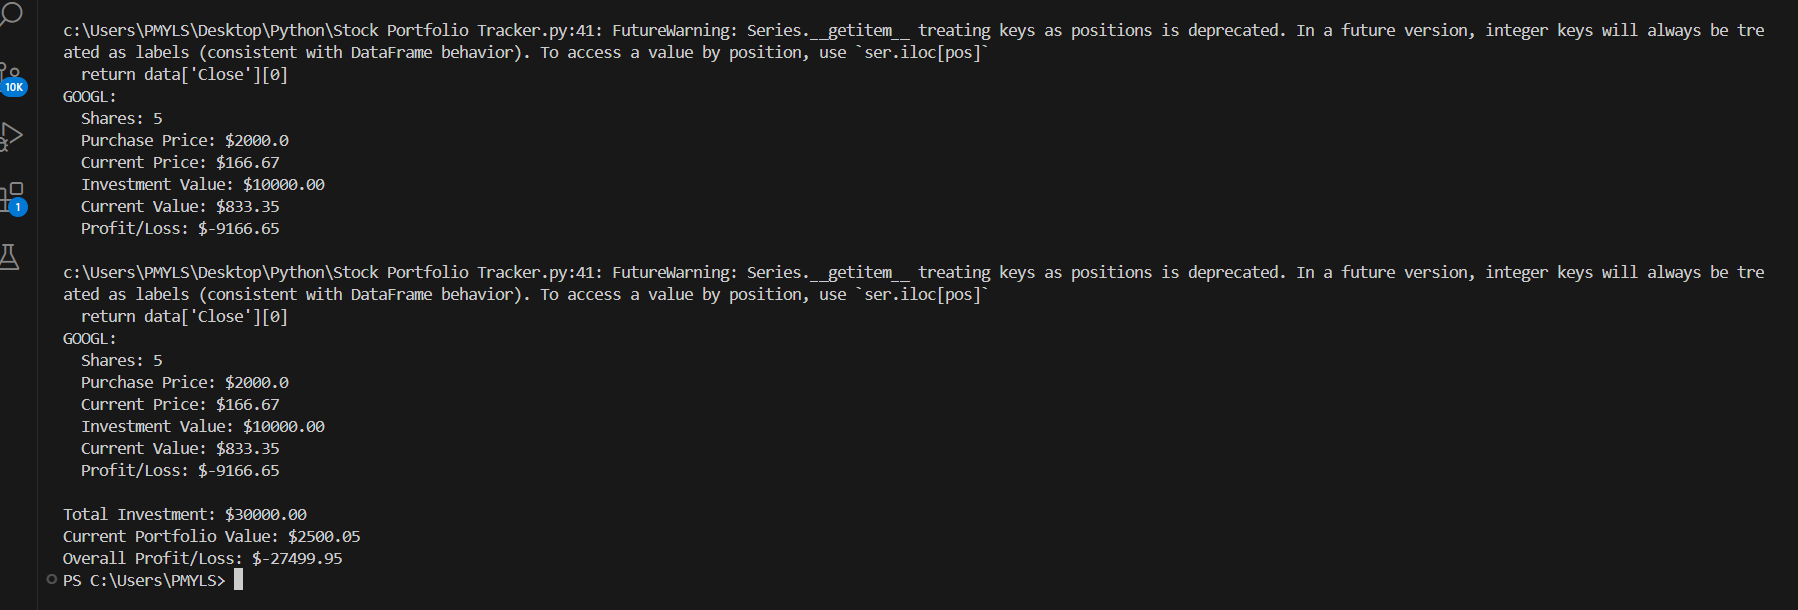 c:\Users\PMYLS\Desktop\Python\Stock Portfolio Tracker.py:41: FutureWarning: Series.__getitem__ treating keys as positions is deprecated. In a future version, integer keys will always be tre
ated as labels (consistent with DataFrame behavior). To access a value by position, use `ser.iloc[pos]`
  return data['Close'][0]
GOOGL:
  Shares: 5
  Purchase Price: $2000.0
  Current Price: $166.67
  Investment Value: $10000.00
  Current Value: $833.35
  Profit/Loss: $-9166.65

c:\Users\PMYLS\Desktop\Python\Stock Portfolio Tracker.py:41: FutureWarning: Series.__getitem__ treating keys as positions is deprecated. In a future version, integer keys will always be tre
ated as labels (consistent with DataFrame behavior). To access a value by position, use `ser.iloc[pos]`
  return data['Close'][0]
GOOGL:
  Shares: 5
  Purchase Price: $2000.0
  Current Price: $166.67
  Investment Value: $10000.00
  Current Value: $833.35
  Profit/Loss: $-9166.65

Total Investment: $30000.00
Current Portfolio Value: $2500.05
Overall Profit/Loss: $-27499.95
PS C:\Users\PMYLS>
10K
1